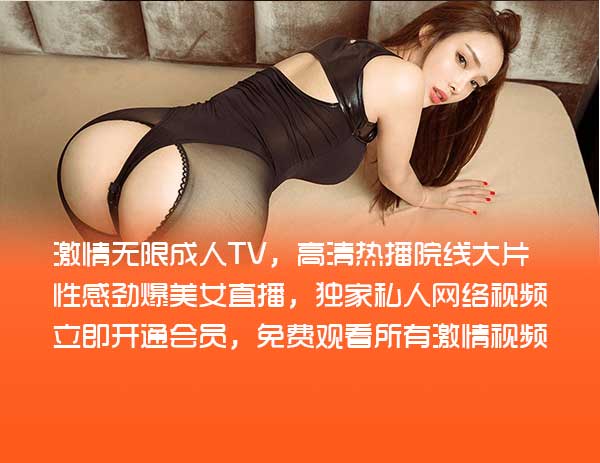 激情无限成人TV，高清热播院线大片
性感劲爆美女直播，独家私人网络视频
立即开通会员，免费观看所有激情视频